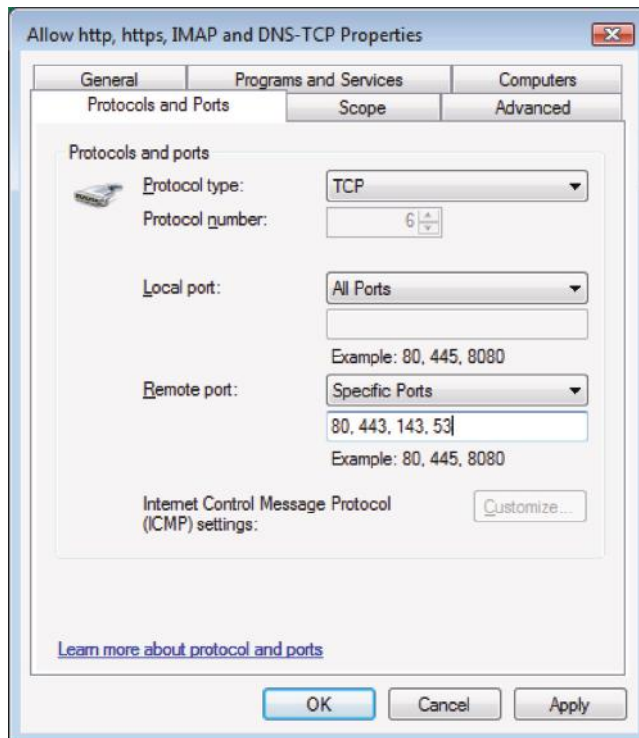 Allow http, https, IMAP and DNS-TCP Properties
General Programs and Services Computers
Protocols and Ports Scope Advanced
Protocols and ports
Protocol type: TCP
Protocol number: 6
Local port: All Ports
Example: 80, 445, 8080
Remote port: Specific Ports
80, 443, 143, 53
Example: 80, 445, 8080
Internet Control Message Protocol
(ICMP) settings: Customize...
Learn more about protocol and ports
OK Cancel Apply